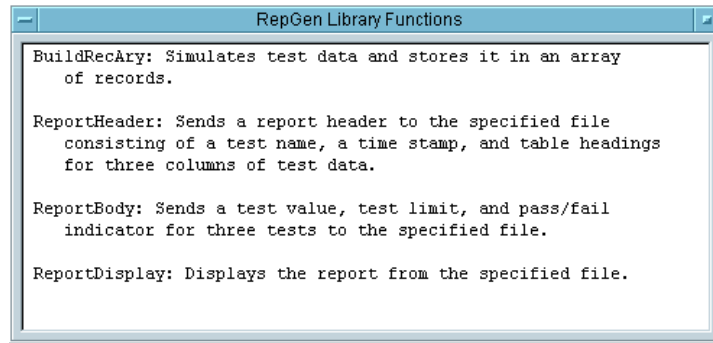 RepGen Library Functions
BuildRecAry: Simulates test data and stores it in an array
of records.
ReportHeader: Sends a report header to the specified file
consisting of a test name, a time stamp, and table headings
for three columns of test data.
ReportBody: Sends a test value, test limit, and pass/fail
indicator for three tests to the specified file.
ReportDisplay: Displays the report from the specified file.